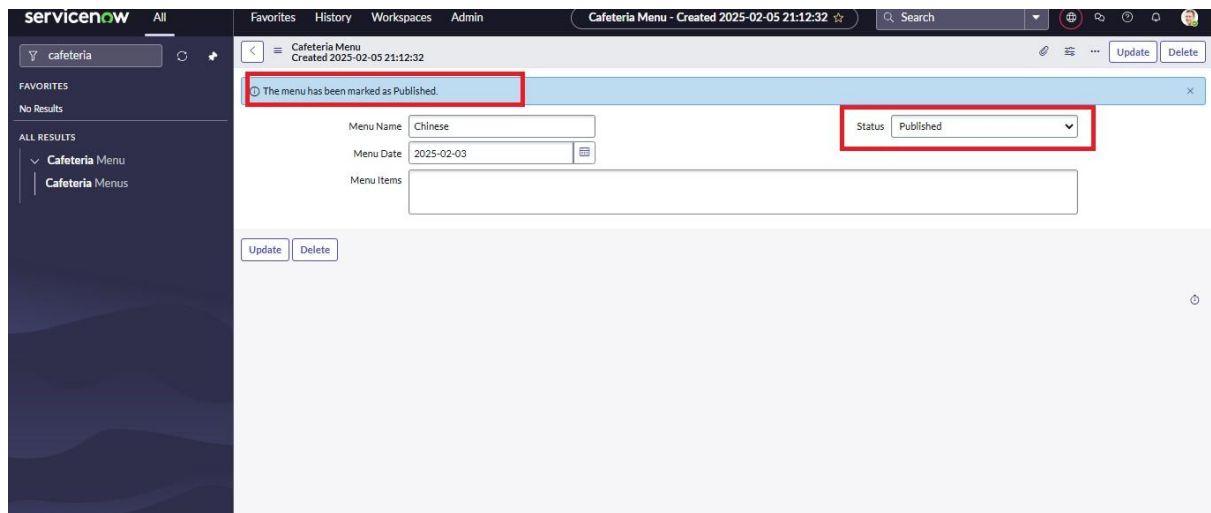 servicenow All Favorites History Workspaces Admin Cafeteria Menu - Created 2025-02-05 21:12:32 Search
cafeteria
Cafeteria Menu
Created 2025-02-05 21:12:32
Update Delete
FAVORITES
No Results
ALL RESULTS
Cafeteria Menu
Cafeteria Menus
The menu has been marked as Published.
Menu Name Chinese
Status Published
Menu Date 2025-02-03
Menu Items
Update Delete